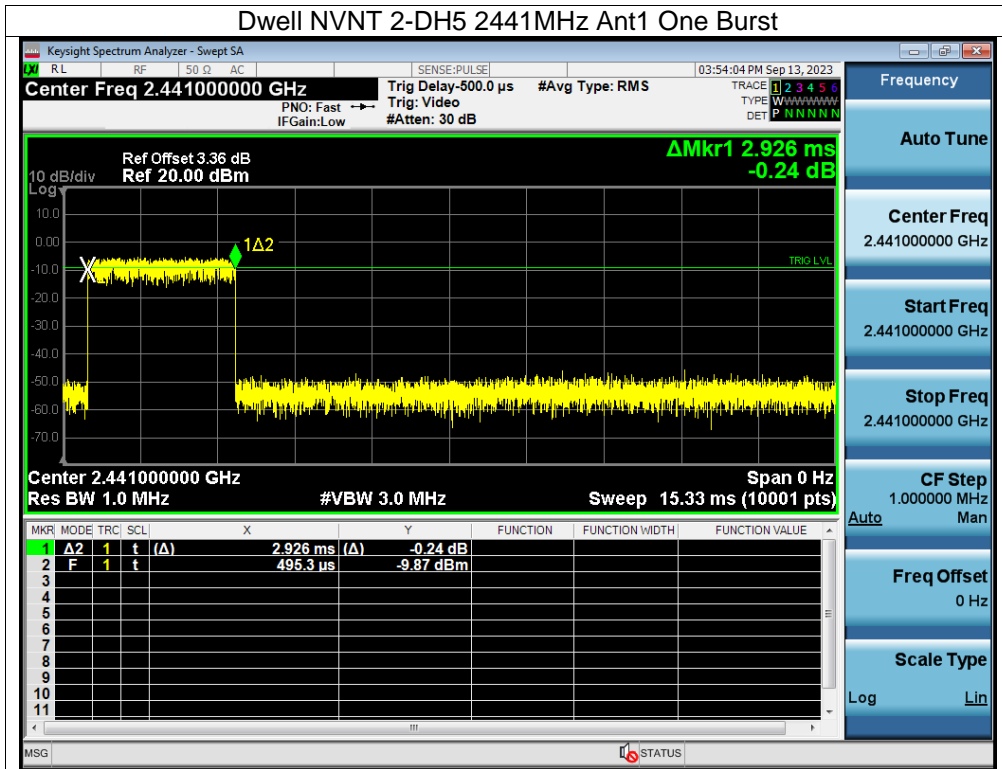 Dwell NVNT 2-DH5 2441MHz Ant1 One Burst
Keysight Spectrum Analyzer - Swept SA
LXI RL RF 50 Ω AC SENSE:PULSE 03:54:04 PM Sep 13, 2023
Center Freq 2.441000000 GHz
PNO: Fast
IFGain:Low
Trig Delay-500.0 µs
Trig: Video
#Atten: 30 dB
#Avg Type: RMS
TRACE 1 2 3 4 5 6
TYPE WWWWWW
DET P N N N N N
ΔMkr1 2.926 ms
-0.24 dB
Ref Offset 3.36 dB
10 dB/div Ref 20.00 dBm
Log
10.0
0.00
-10.0
-20.0
-30.0
-40.0
-50.0
-60.0
-70.0
1Δ2
TRIG LVL
Center 2.441000000 GHz Span 0 Hz
Res BW 1.0 MHz #VBW 3.0 MHz Sweep 15.33 ms (10001 pts)
MKR MODE TRC SCL X Y FUNCTION FUNCTION WIDTH FUNCTION VALUE
1 Δ2 1 t (Δ) 2.926 ms (Δ) -0.24 dB
2 F 1 t 495.3 µs -9.87 dBm
3
4
5
6
7
8
9
10
11
MSG STATUS
Frequency
Auto Tune
Center Freq
2.441000000 GHz
Start Freq
2.441000000 GHz
Stop Freq
2.441000000 GHz
CF Step
1.000000 MHz
Auto Man
Freq Offset
0 Hz
Scale Type
Log Lin